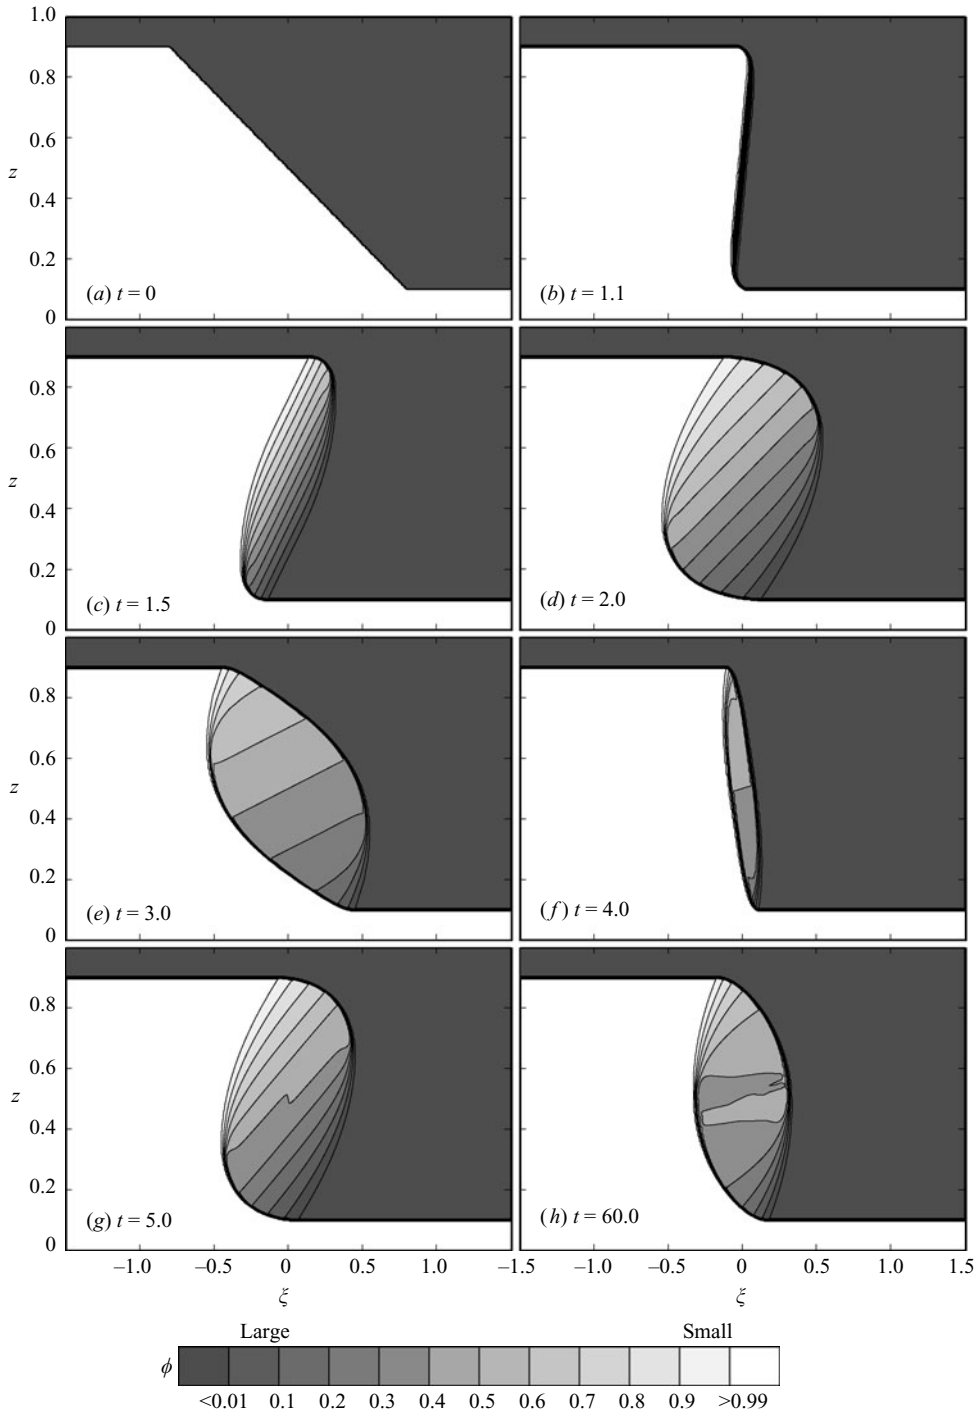 1.0
0.8
0.6
z
0.4
0.2
0
(a) t = 0
(b) t = 1.1
0.8
0.6
z
0.4
0.2
0
(c) t = 1.5
(d) t = 2.0
0.8
0.6
z
0.4
0.2
0
(e) t = 3.0
(f) t = 4.0
0.8
0.6
z
0.4
0.2
0
(g) t = 5.0
(h) t = 60.0
–1.0 –0.5 0 0.5 1.0 –1.5 –1.0 –0.5 0 0.5 1.0 1.5
ξ ξ
Large Small
ϕ
<0.01 0.1 0.2 0.3 0.4 0.5 0.6 0.7 0.8 0.9 >0.99